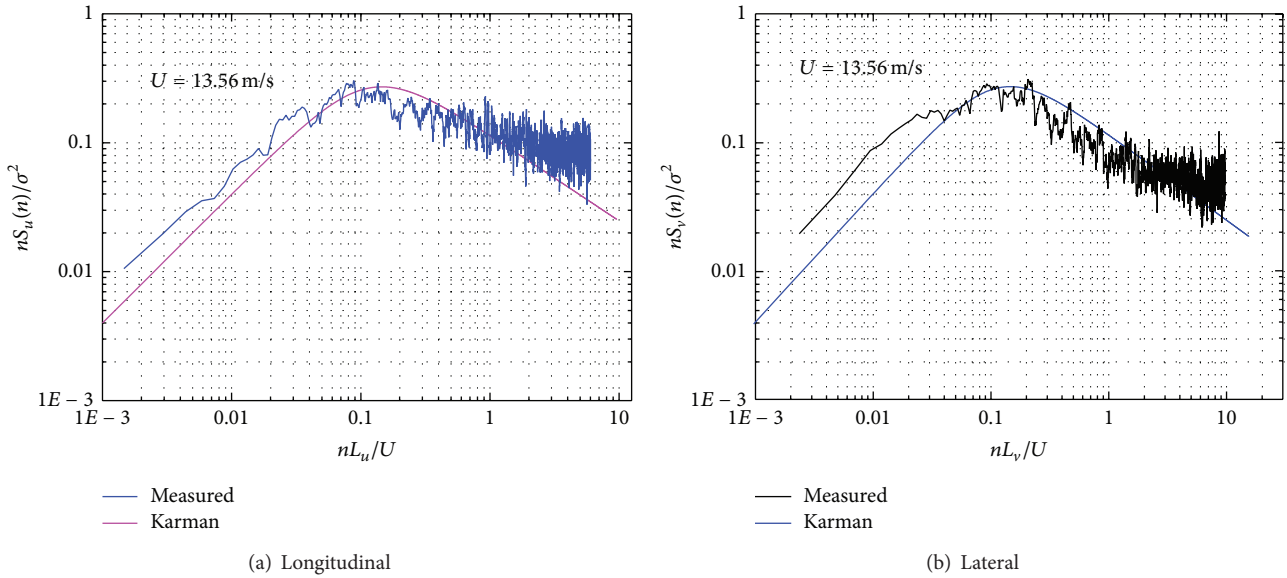 1
0.1
0.01
1E − 3
nS_u(n)/σ²
U = 13.56 m/s
1E − 3
0.01
0.1
1
10
nL_u/U
Measured
Karman
(a) Longitudinal
1
0.1
0.01
1E − 3
nS_v(n)/σ²
U = 13.56 m/s
1E − 3
0.01
0.1
1
10
nL_v/U
Measured
Karman
(b) Lateral